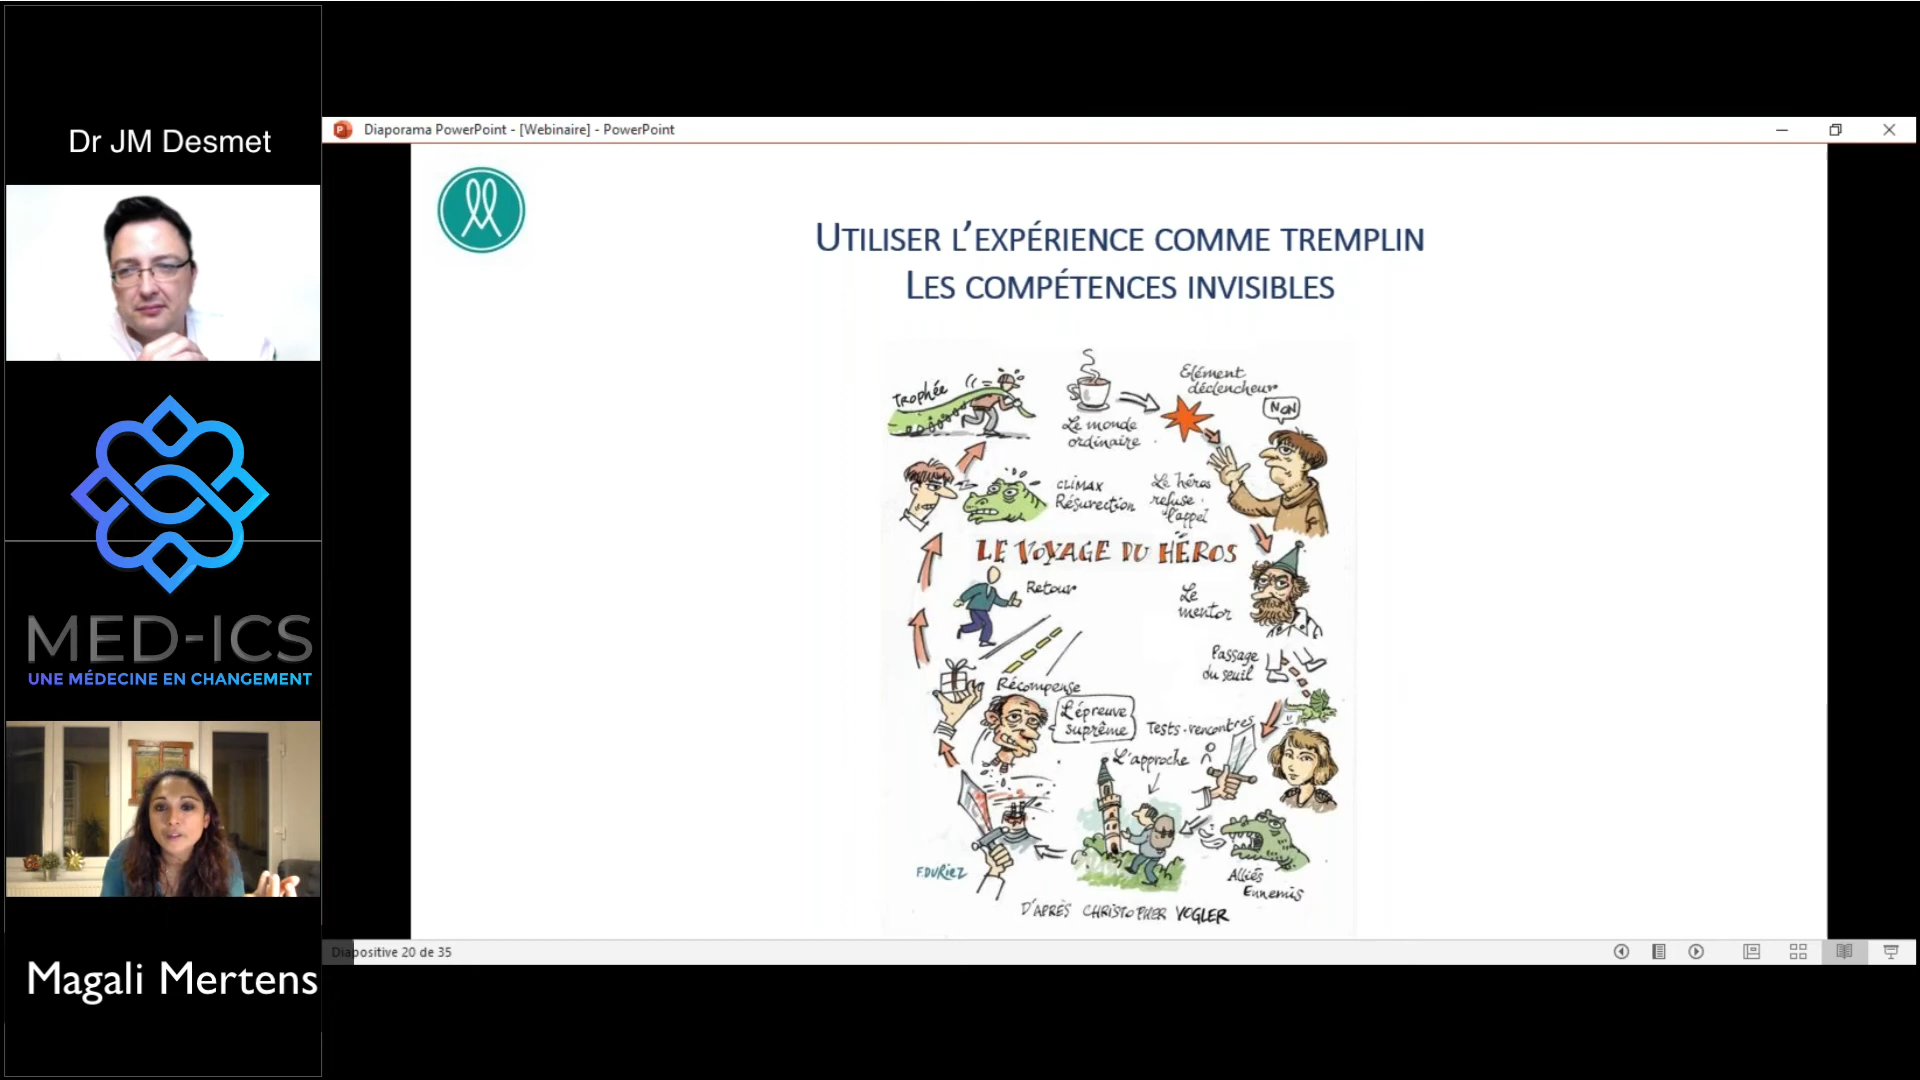 Dr JM Desmet
MED-ICS
UNE MÉDECINE EN CHANGEMENT
Magali Mertens
Diaporama PowerPoint - [Webinaire] - PowerPoint
UTILISER L'EXPÉRIENCE COMME TREMPLIN
LES COMPÉTENCES INVISIBLES
Trophée
Le monde
ordinaire
Elément
déclencheur
NON
CLIMAX
Résurection
Le héros
refuse
l'appel
LE VOYAGE DU HÉROS
Retour
Le
mentor
Passage
du seuil
Récompense
L'épreuve
suprême
Tests-rencontres
L'approche
Alliés
Ennemis
F.DURIEZ
D'APRÈS CHRISTOPHER VOGLER
Diapositive 20 de 35